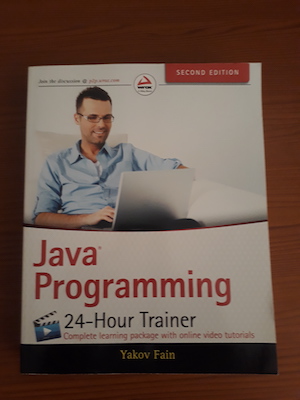 Join the discussion @ p2p.wrox.com
wrox
SECOND EDITION
Java®
Programming
24-Hour Trainer
Complete learning package with online video tutorials
Yakov Fain